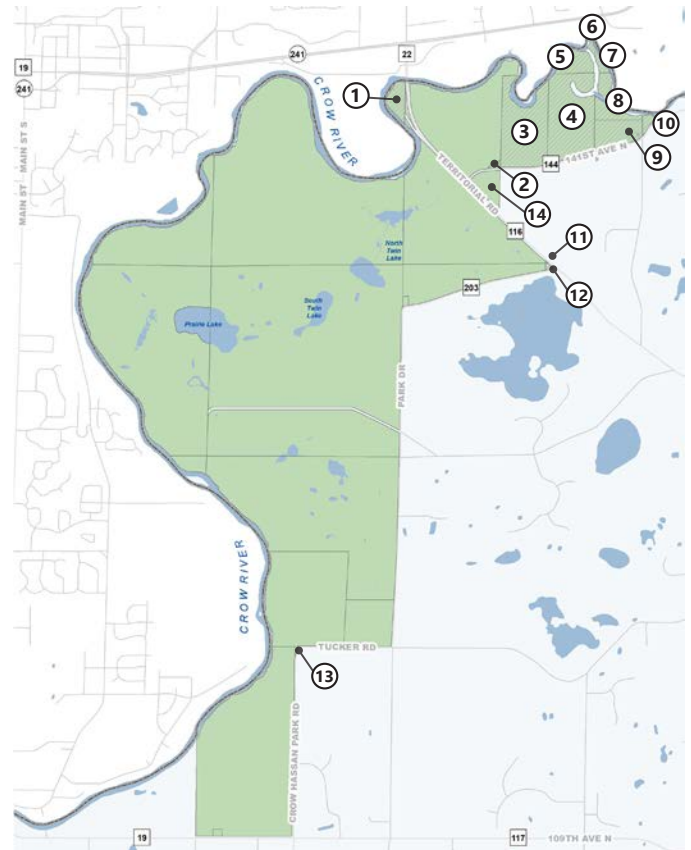 6
241
5
7
19
22
241
8
1
4
10
3
CROW RIVER
9
144
141ST AVE N
2
TERRITORIAL RD
14
MAIN ST
MAIN ST S
116
11
North
Twin
Lake
12
203
South
Twin
Lake
Prairie Lake
PARK DR
CROW RIVER
TUCKER RD
13
CROW HASSAN PARK RD
19
117
109TH AVE N